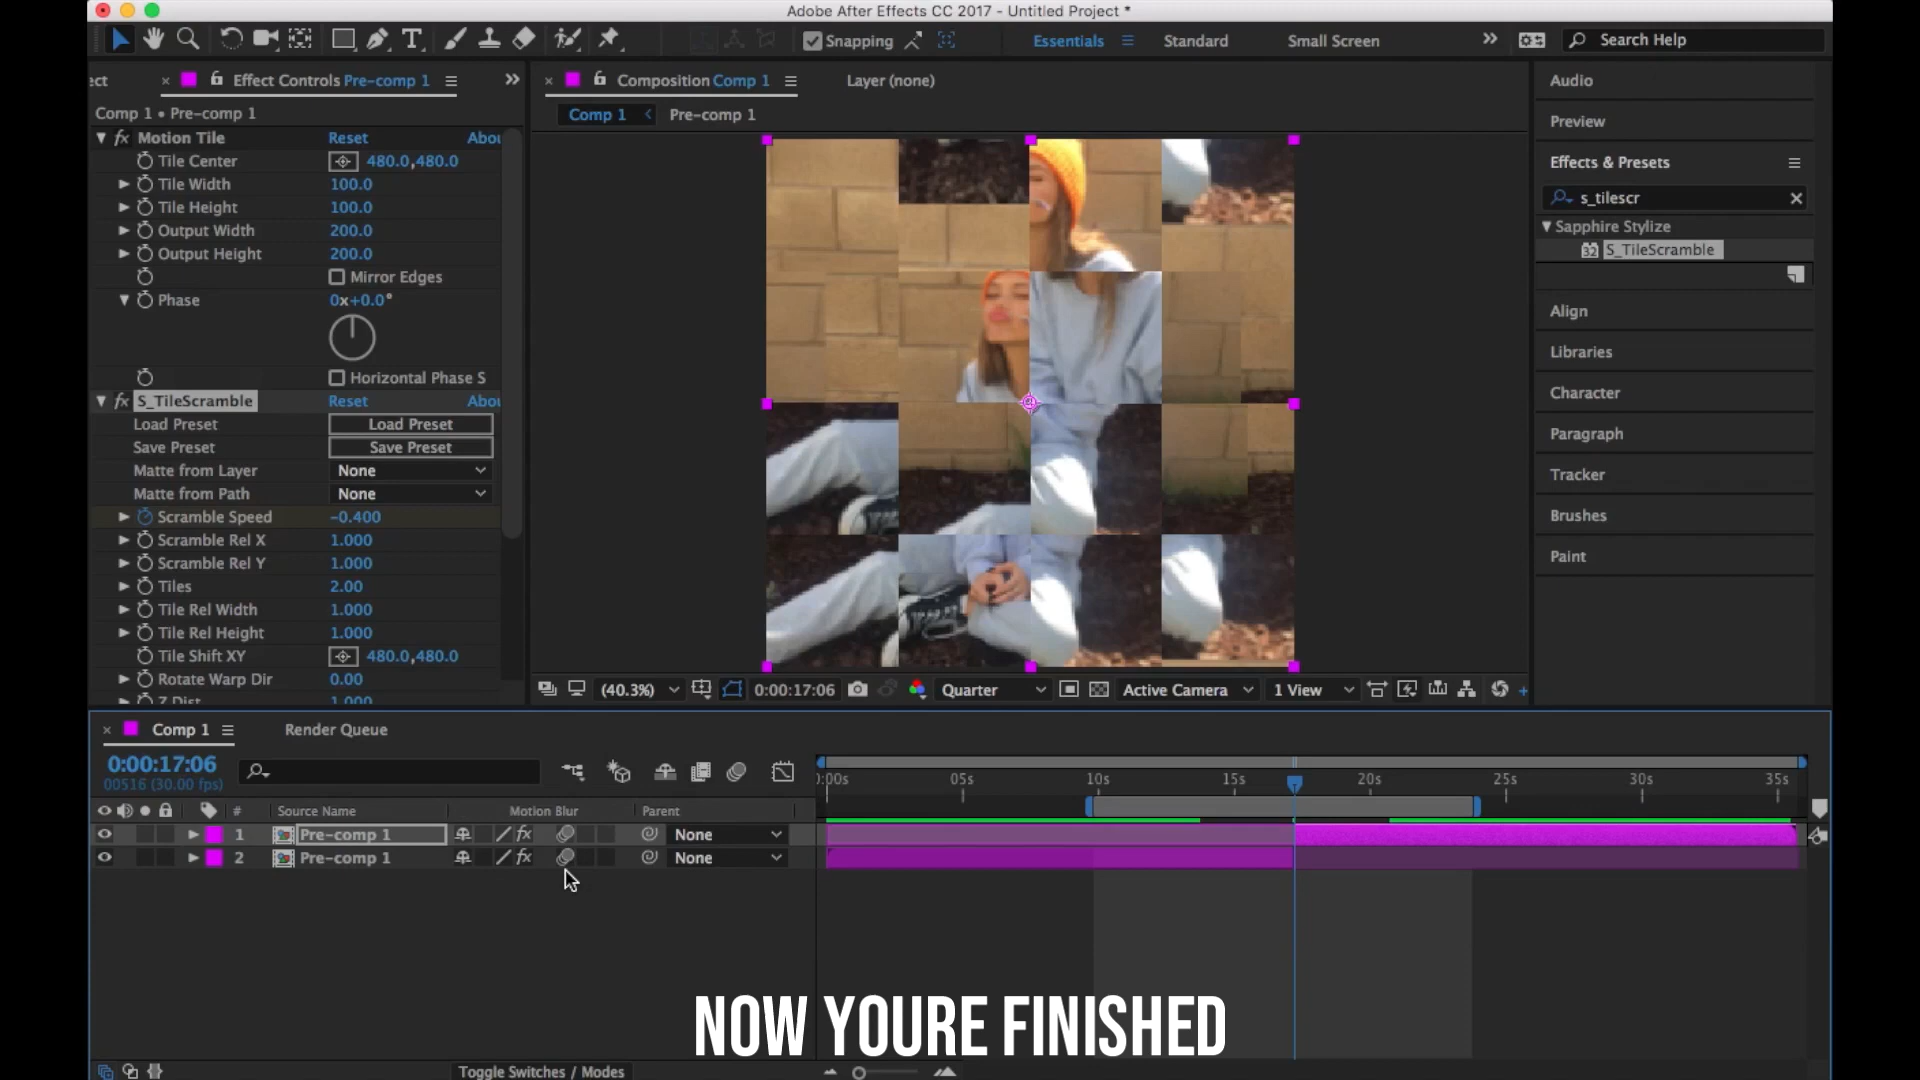 Adobe After Effects CC 2017 - Untitled Project *
Snapping
Essentials
Standard
Small Screen
Search Help
ect
Effect Controls Pre-comp 1
Composition Comp 1
Layer (none)
Comp 1 • Pre-comp 1
Comp 1
Pre-comp 1
fx Motion Tile Reset Abou
Tile Center 480.0,480.0
Tile Width 100.0
Tile Height 100.0
Output Width 200.0
Output Height 200.0
Mirror Edges
Phase 0x+0.0°
Horizontal Phase S
fx S_TileScramble Reset Abou
Load Preset Load Preset
Save Preset Save Preset
Matte from Layer None
Matte from Path None
Scramble Speed -0.400
Scramble Rel X 1.000
Scramble Rel Y 1.000
Tiles 2.00
Tile Rel Width 1.000
Tile Rel Height 1.000
Tile Shift XY 480.0,480.0
Rotate Warp Dir 0.00
Z Dist 1.000
(40.3%) 0:00:17:06 Quarter Active Camera 1 View
Audio
Preview
Effects & Presets
s_tilescr
Sapphire Stylize
32 S_TileScramble
Align
Libraries
Character
Paragraph
Tracker
Brushes
Paint
Comp 1
Render Queue
0:00:17:06
00516 (30.00 fps)
:00s 05s 10s 15s 20s 25s 30s 35s
# Source Name Motion Blur Parent
1 Pre-comp 1 fx None
2 Pre-comp 1 fx None
NOW YOURE FINISHED
Toggle Switches / Modes